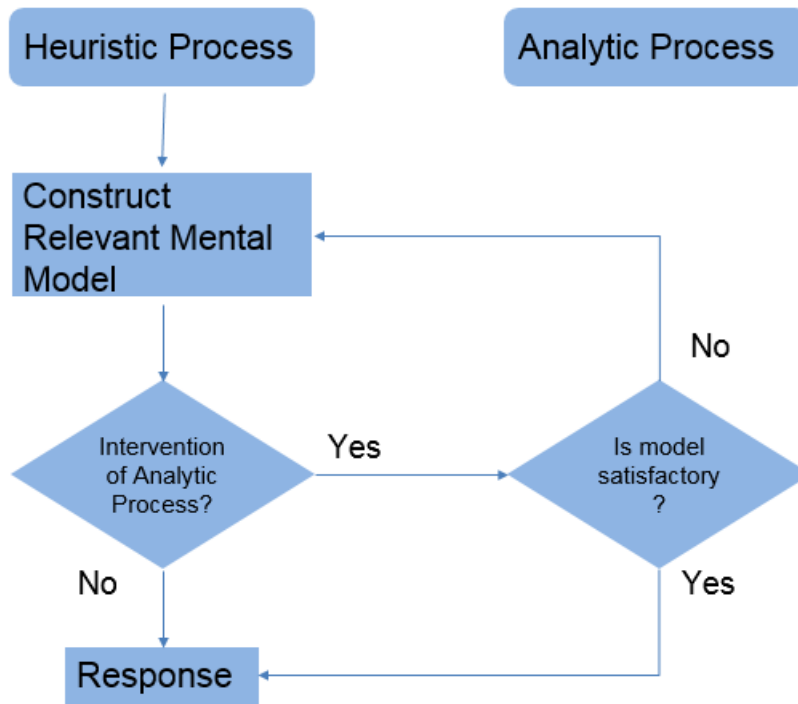 Heuristic Process
Analytic Process
Construct
Relevant Mental
Model
No
Intervention
of Analytic
Process?
Yes
Is model
satisfactory
?
No
Yes
Response